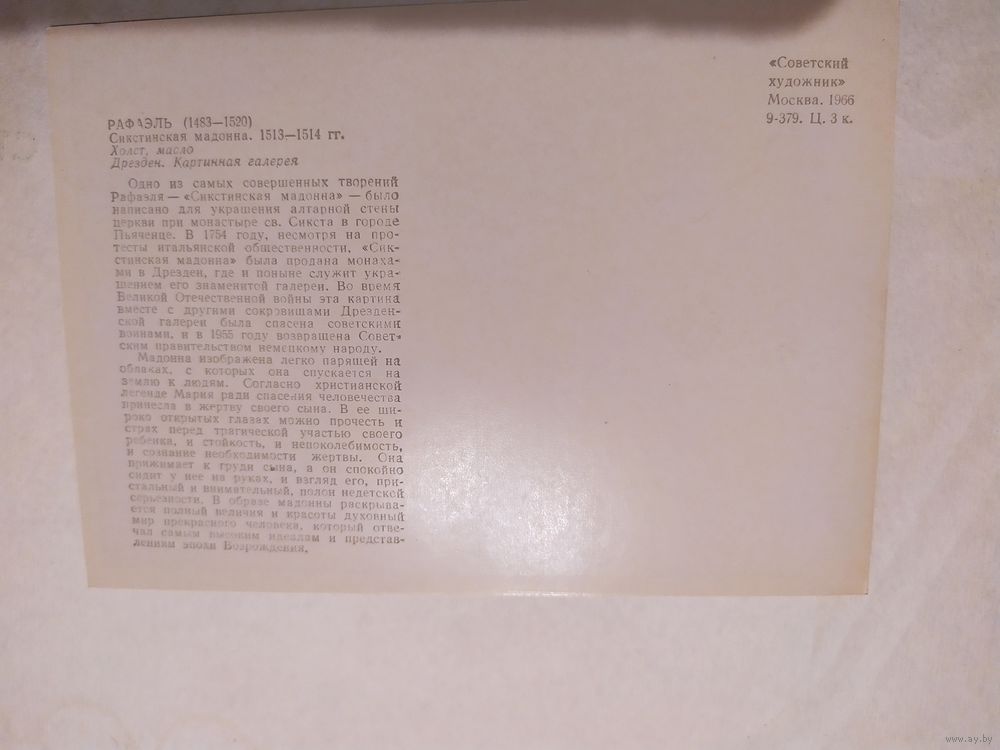 «Советский
художник»
Москва. 1966
9-379. Ц. 3 к.
РАФАЭЛЬ (1483—1520)
Сикстинская мадонна. 1513—1514 гг.
Холст, масло
Дрезден. Картинная галерея
Одно из самых совершенных творений
Рафаэля — «Сикстинская мадонна» — было
написано для украшения алтарной стены
церкви при монастыре св. Сикста в городе
Пьяченце. В 1754 году, несмотря на про-
тесты итальянской общественности, «Сик-
стинская мадонна» была продана монаха-
ми в Дрезден, где и поныне служит укра-
шением его знаменитой галереи. Во время
Великой Отечественной войны эта картина
вместе с другими сокровищами Дрезден-
ской галереи была спасена советскими
воинами, и в 1955 году возвращена Совет-
ским правительством немецкому народу.
Мадонна изображена легко парящей на
облаках, с которых она спускается на
землю к людям. Согласно христианской
легенде Мария ради спасения человечества
принесла в жертву своего сына. В ее ши-
роко открытых глазах можно прочесть и
страх перед трагической участью своего
ребенка, и стойкость, и непоколебимость,
и сознание необходимости жертвы. Она
прижимает к груди сына, а он спокойно
сидит у нее на руках, и взгляд его, при-
стальный и внимательный, полон недетской
серьезности. В образе мадонны раскрыва-
ется полный величия и красоты духовный
мир прекрасного человека, который отве-
чал самым высоким идеалам и представ-
лениям эпохи Возрождения.
www.ay.by